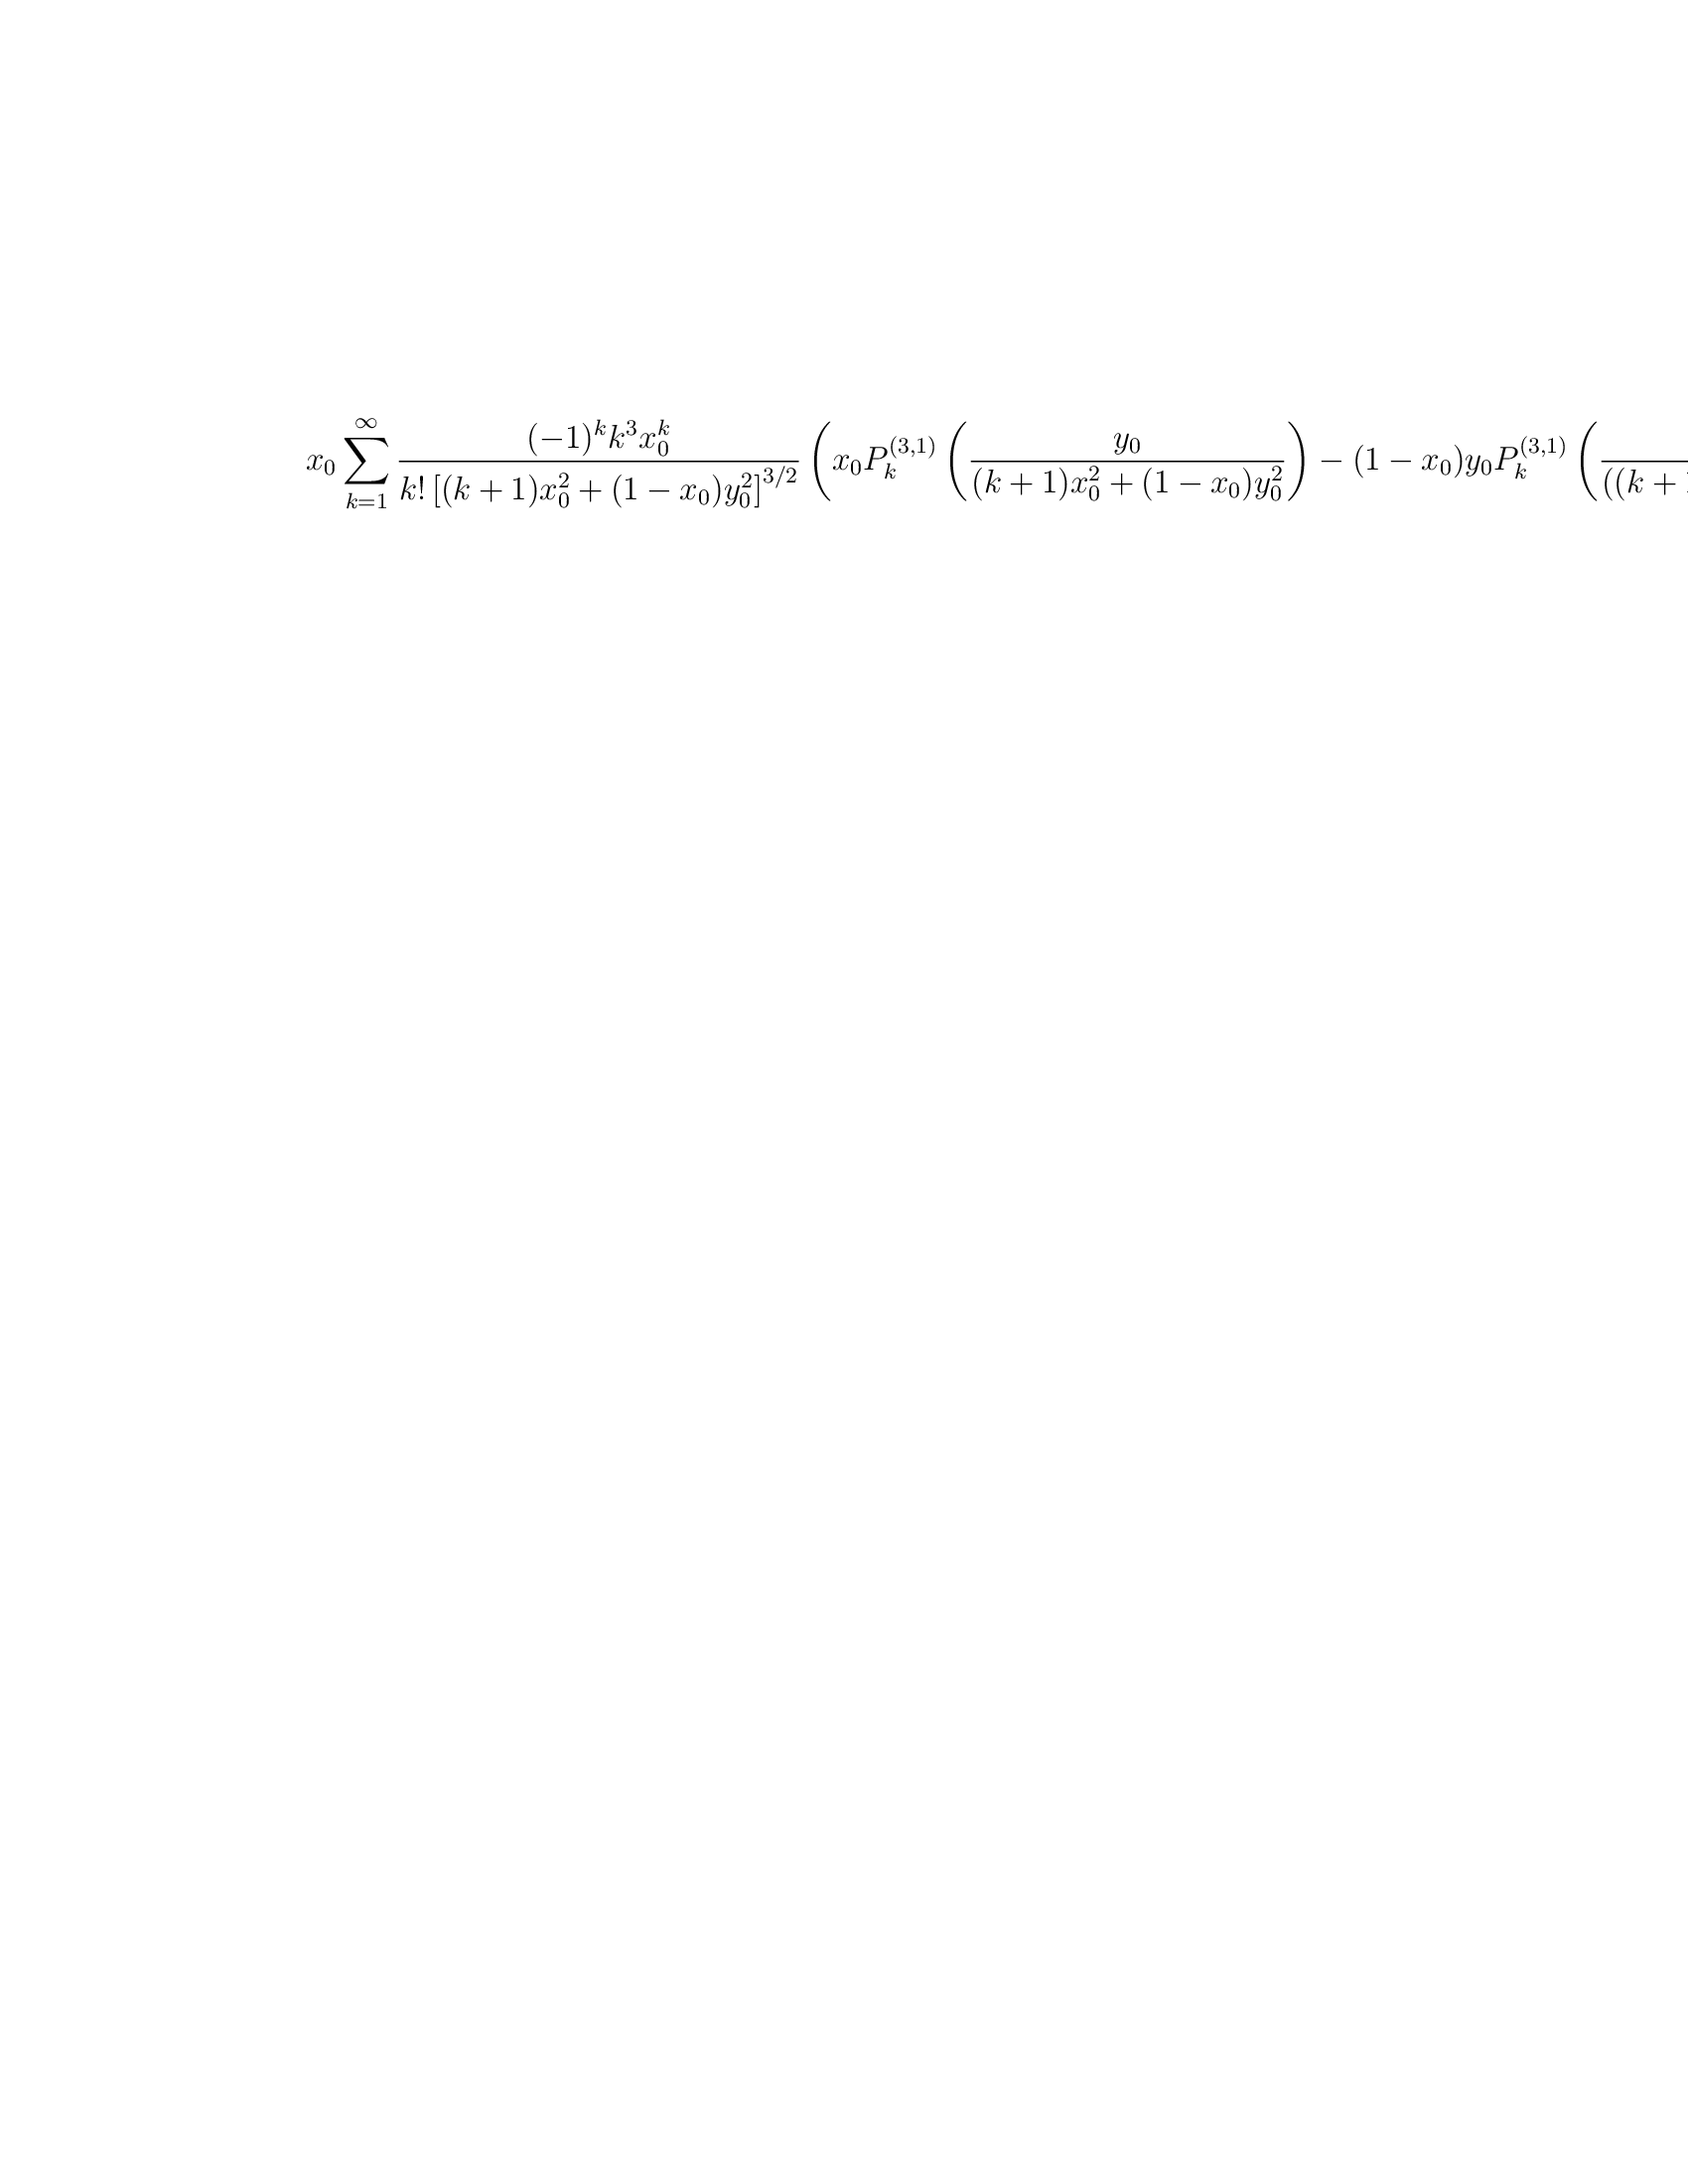 x_0 \sum_{k=1}^{\infty} \frac{(-1)^k k^3 x_0^k}{k! \left[(k+1)x_0^2 + (1-x_0)y_0^2\right]^{3/2}} \left( x_0 P_k^{(3,1)} \left( \frac{y_0}{(k+1)x_0^2 + (1-x_0)y_0^2} \right) - (1-x_0) y_0 P_k^{(3,1)} \left( \frac{}{((k+